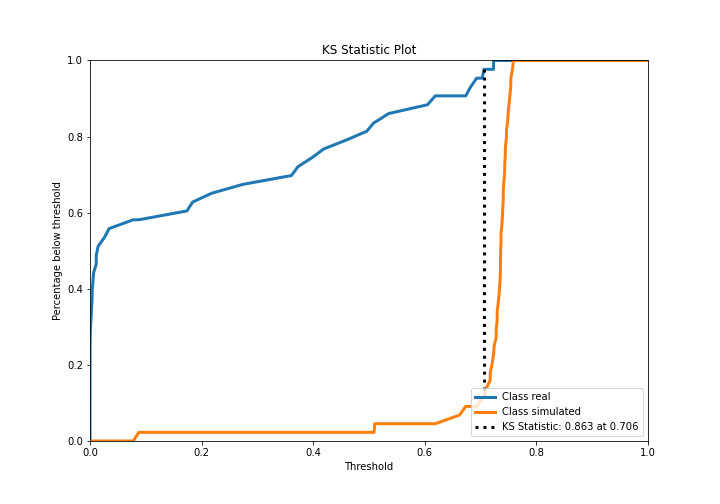 KS Statistic Plot
Percentage below threshold
1.0
0.8
0.6
0.4
0.2
0.0
0.0 0.2 0.4 0.6 0.8 1.0
Threshold
Class real
Class simulated
KS Statistic: 0.863 at 0.706